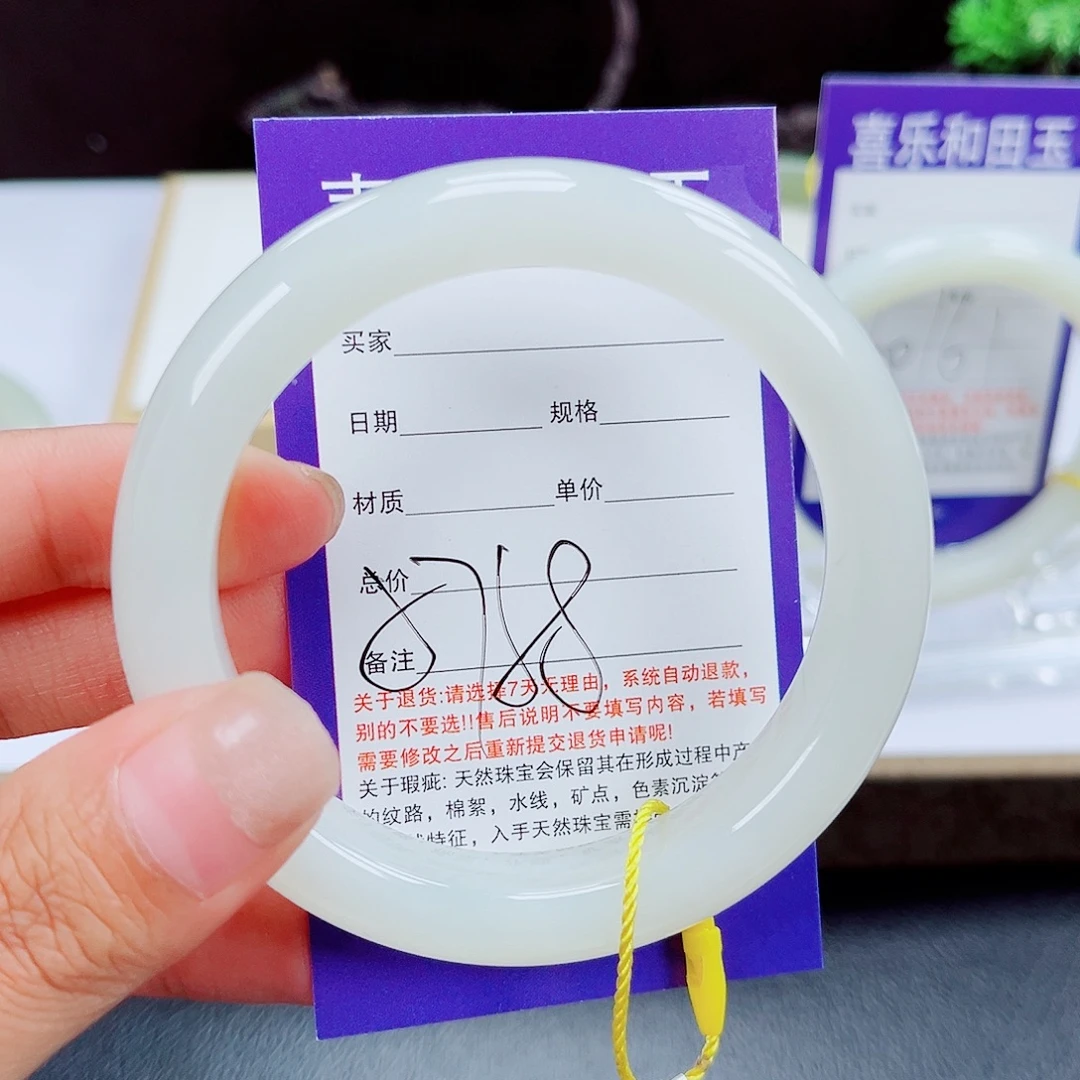 喜乐和田玉
买家
日期 规格
材质 单价
总价
8768
备注
关于退货:请选择7天无理由，系统自动退款，
别的不要选!!售后说明不要填写内容，若填写
需要修改之后重新提交退货申请呢!
关于瑕疵: 天然珠宝会保留其在形成过程中产
的纹路，棉絮，水线，矿点，色素沉淀
特征，入手天然珠宝需